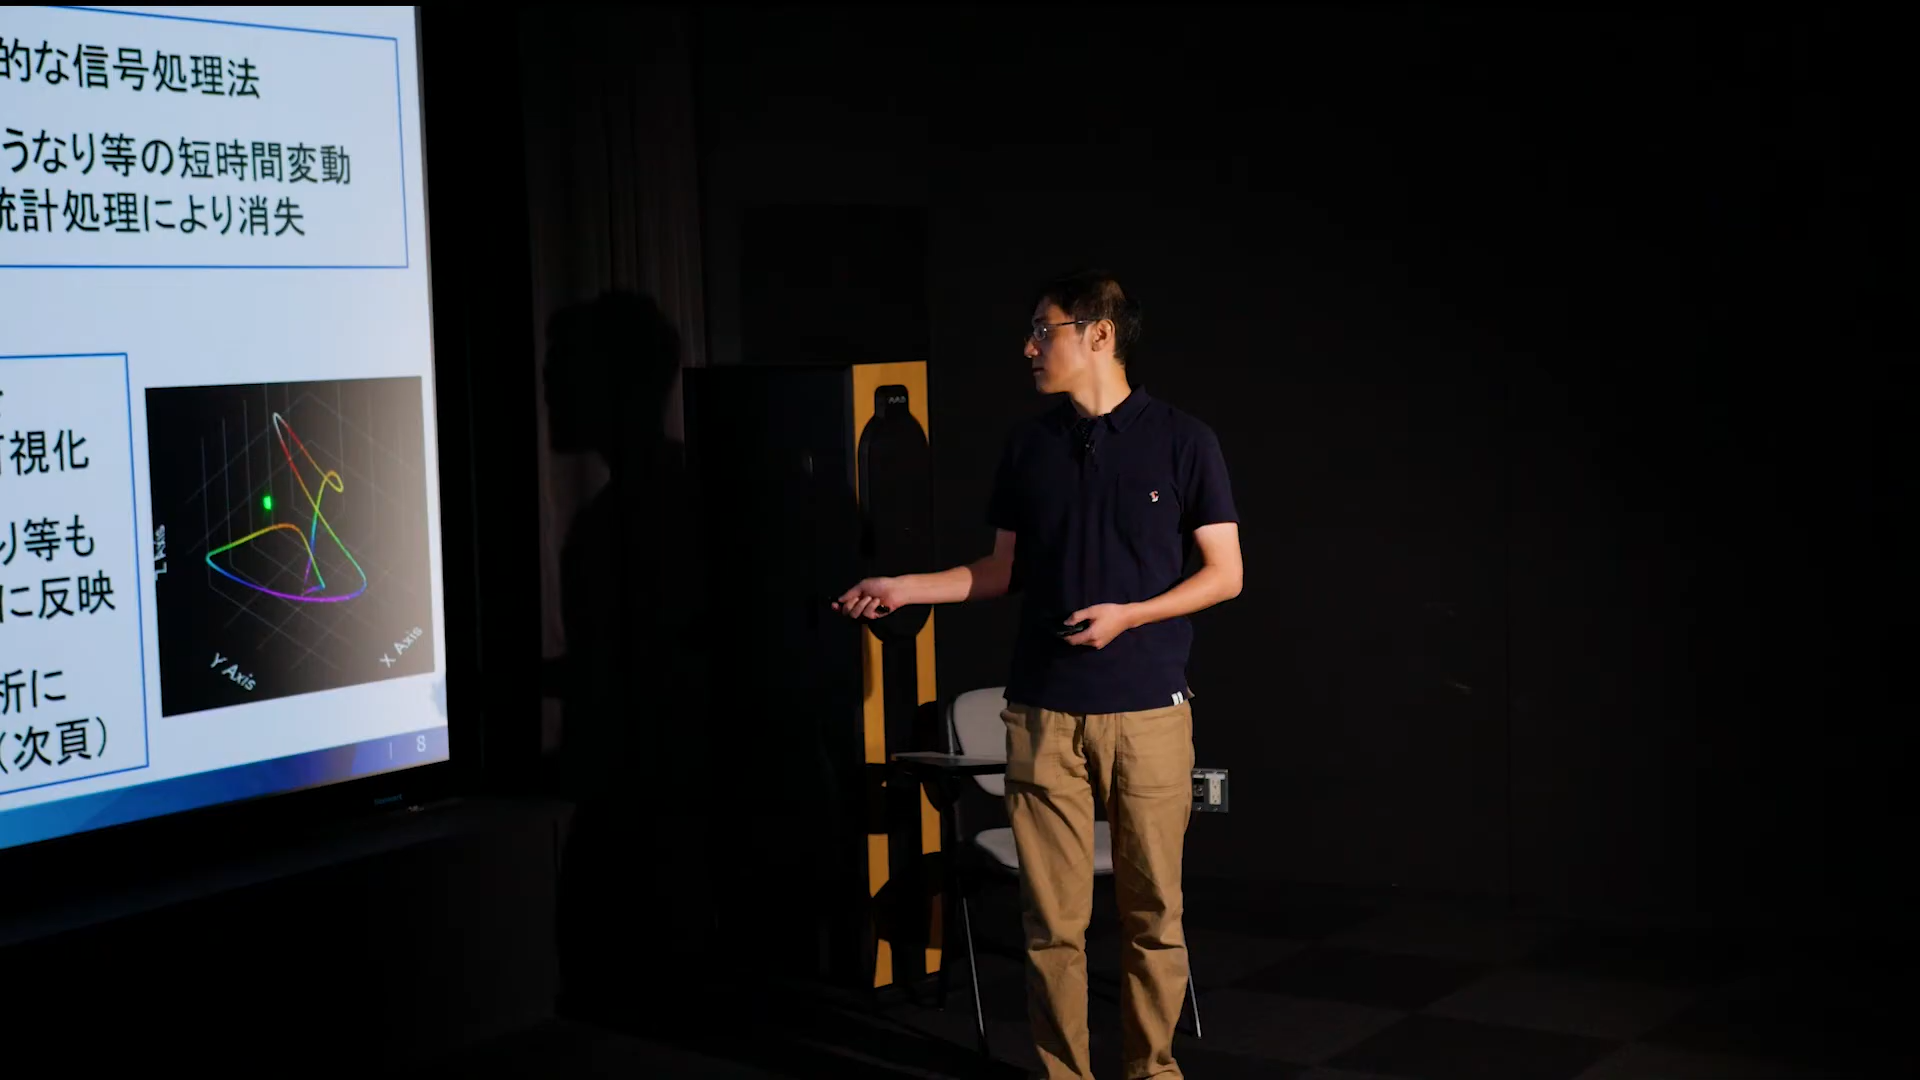 的な信号処理法
うなり等の短時間変動
統計処理により消失
視化
り等も
に反映
析に
(次頁)
Z Axis
Y Axis
X Axis
8